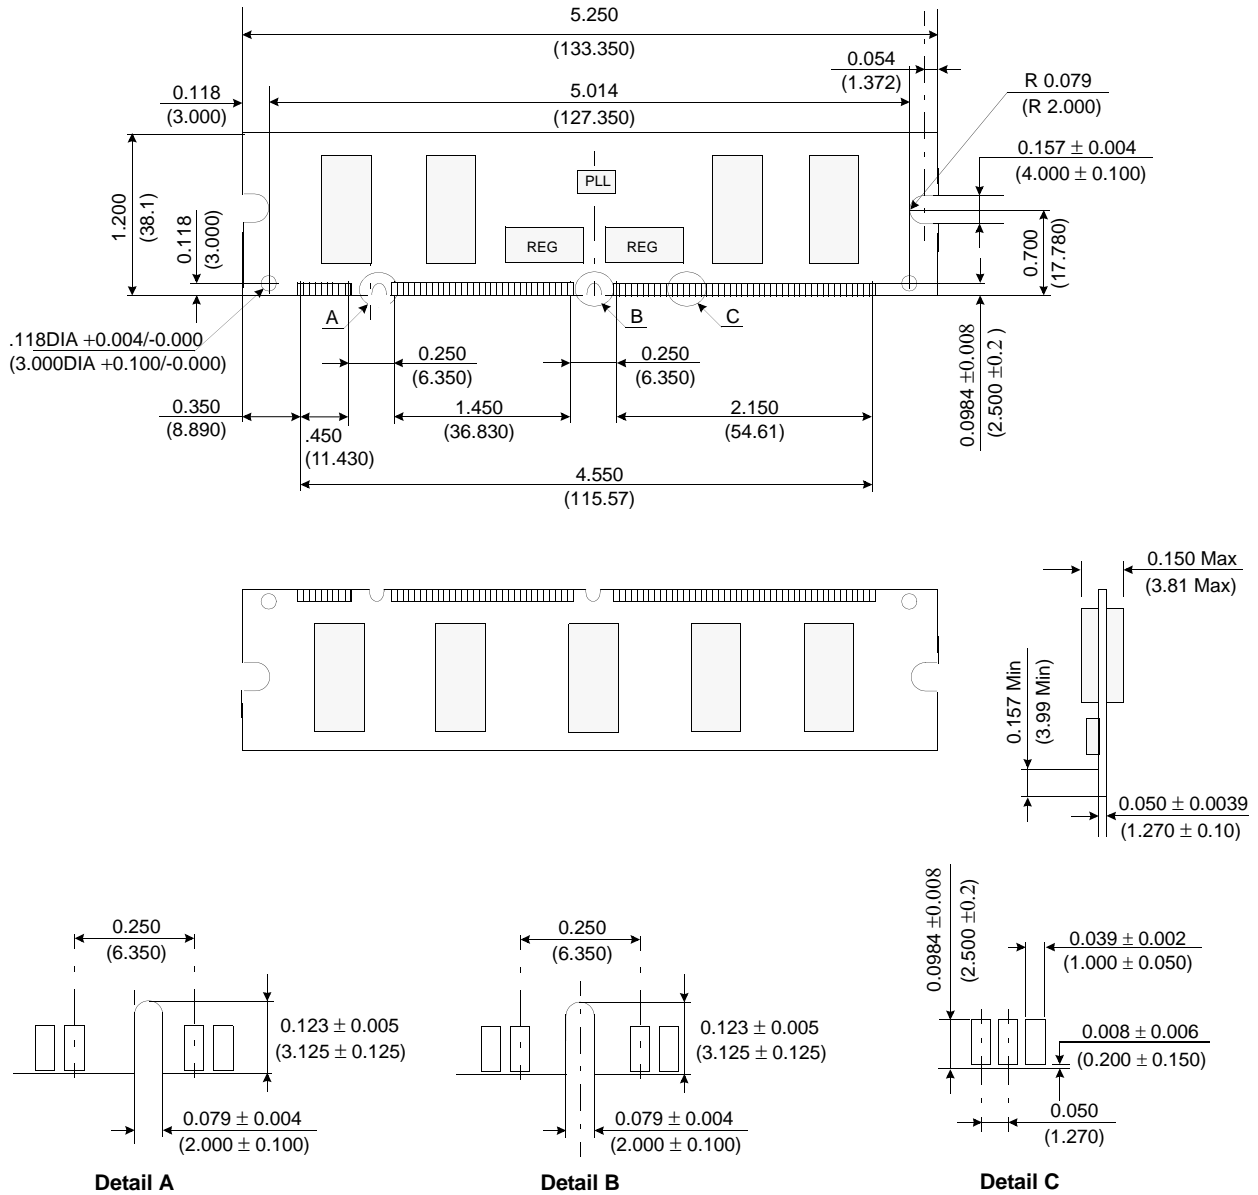 5.250
(133.350)
0.054
(1.372)
R 0.079
(R 2.000)
0.118
(3.000)
5.014
(127.350)
0.157 ± 0.004
(4.000 ± 0.100)
1.200
(38.1)
0.118
(3.000)
PLL
REG
REG
0.700
(17.780)
A
B
C
.118DIA +0.004/-0.000
(3.000DIA +0.100/-0.000)
0.250
(6.350)
0.250
(6.350)
0.0984 ±0.008
(2.500 ±0.2 )
0.350
(8.890)
.450
(11.430)
1.450
(36.830)
2.150
(54.61)
4.550
(115.57)
0.150 Max
(3.81 Max)
0.157 Min
(3.99 Min)
0.050 ± 0.0039
(1.270 ± 0.10)
0.250
(6.350)
0.123 ± 0.005
(3.125 ± 0.125)
0.079 ± 0.004
(2.000 ± 0.100)
Detail A
0.250
(6.350)
0.123 ± 0.005
(3.125 ± 0.125)
0.079 ± 0.004
(2.000 ± 0.100)
Detail B
0.0984 ±0.008
(2.500 ±0.2)
0.039 ± 0.002
(1.000 ± 0.050)
0.008 ± 0.006
(0.200 ± 0.150)
0.050
(1.270)
Detail C